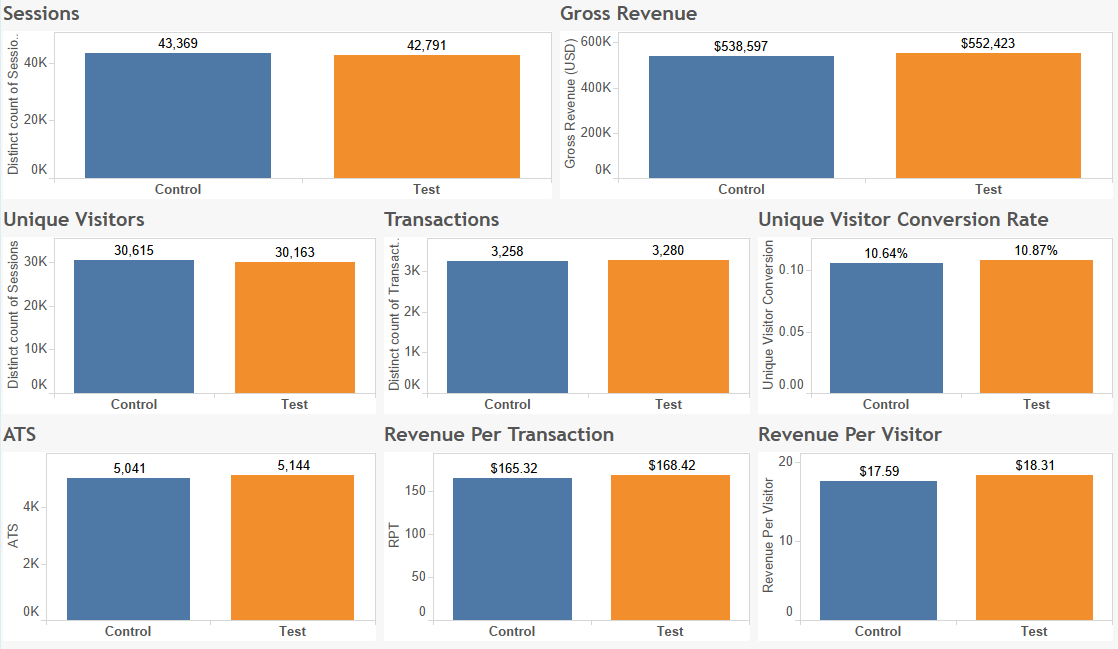 Sessions
Distinct count of Sessio..
40K
20K
0K
43,369
42,791
Control
Test
Gross Revenue
Gross Revenue (USD)
600K
400K
200K
0K
$538,597
$552,423
Control
Test
Unique Visitors
Distinct count of Sessions
30K
20K
10K
0K
30,615
30,163
Control
Test
Transactions
Distinct count of Transact..
3K
2K
1K
0K
3,258
3,280
Control
Test
Unique Visitor Conversion Rate
Unique Visitor Conversion
0.10
0.05
0.00
10.64%
10.87%
Control
Test
ATS
ATS
4K
2K
0K
5,041
5,144
Control
Test
Revenue Per Transaction
RPT
150
100
50
0
$165.32
$168.42
Control
Test
Revenue Per Visitor
Revenue Per Visitor
20
10
0
$17.59
$18.31
Control
Test